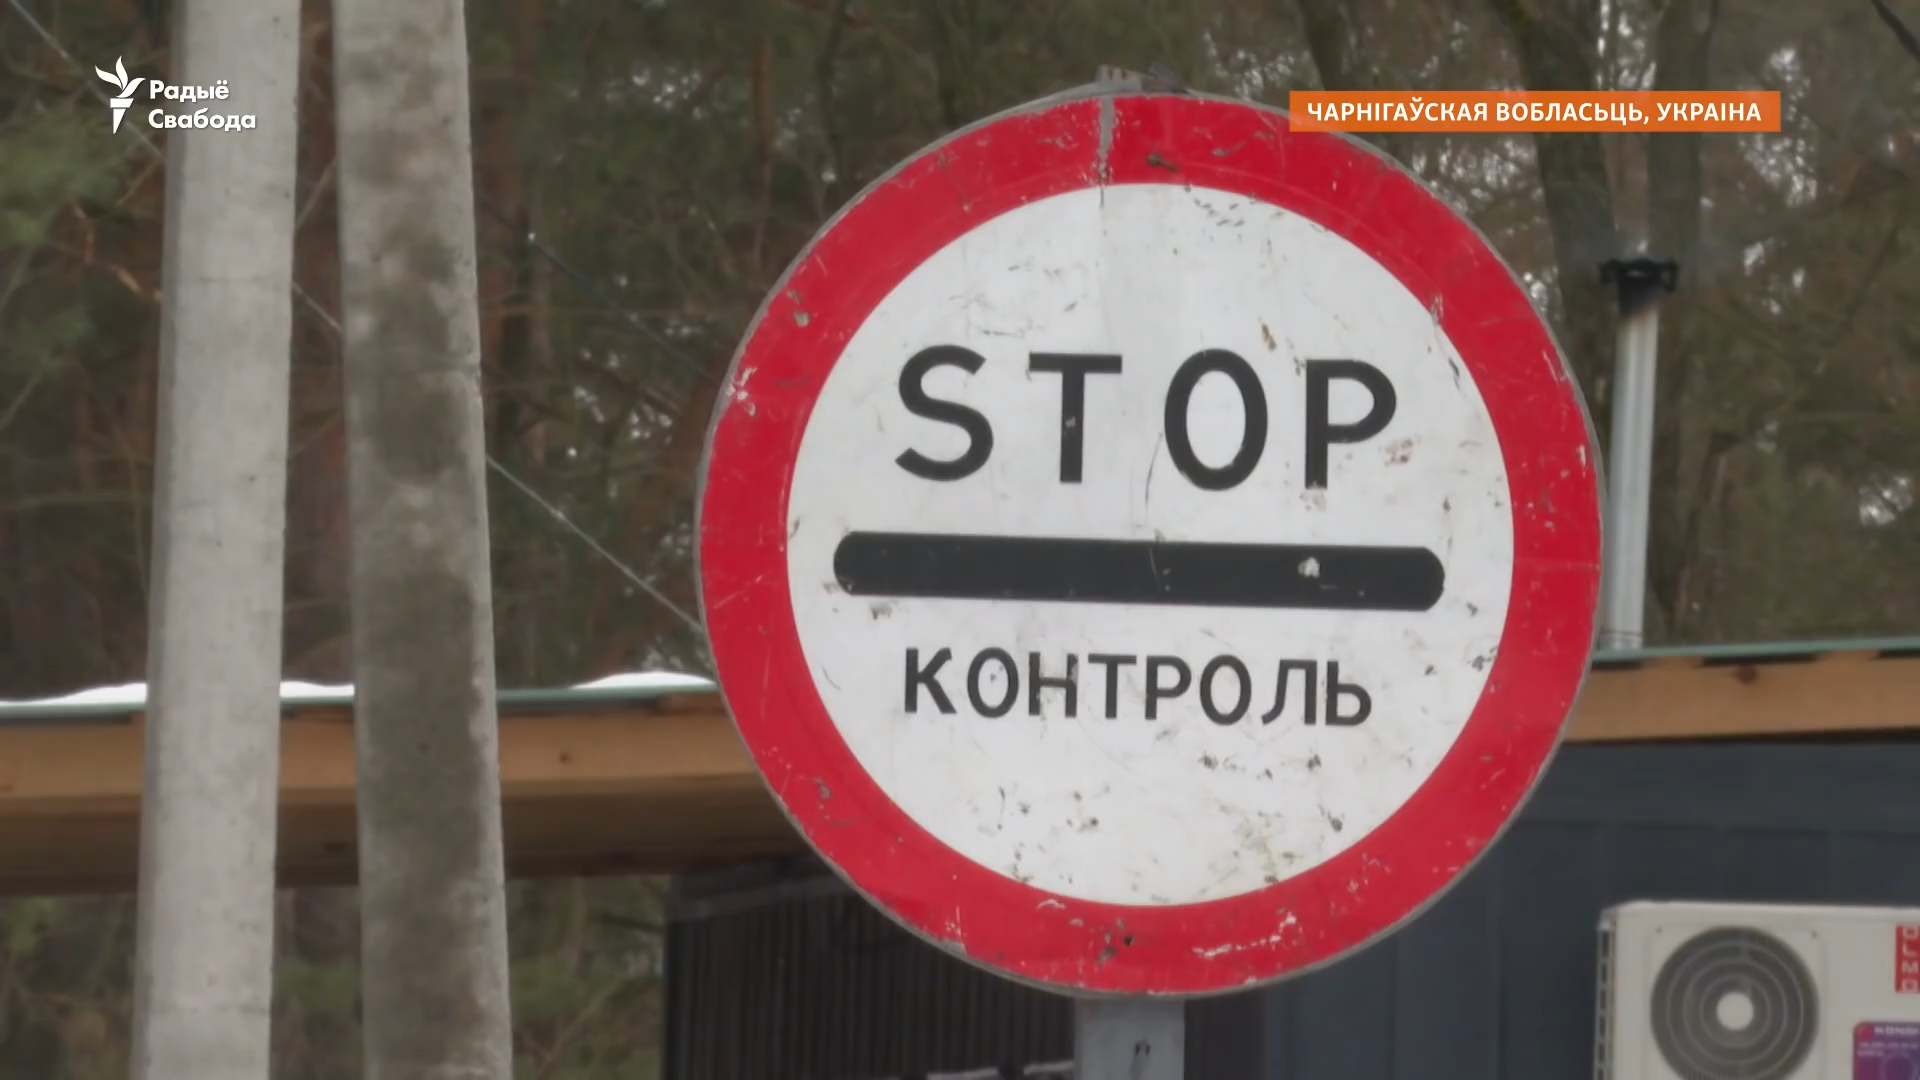 Радыё
Свабода
ЧАРНІГАЎСКАЯ ВОБЛАСЬЦЬ, УКРАІНА
STOP
КОНТРОЛЬ